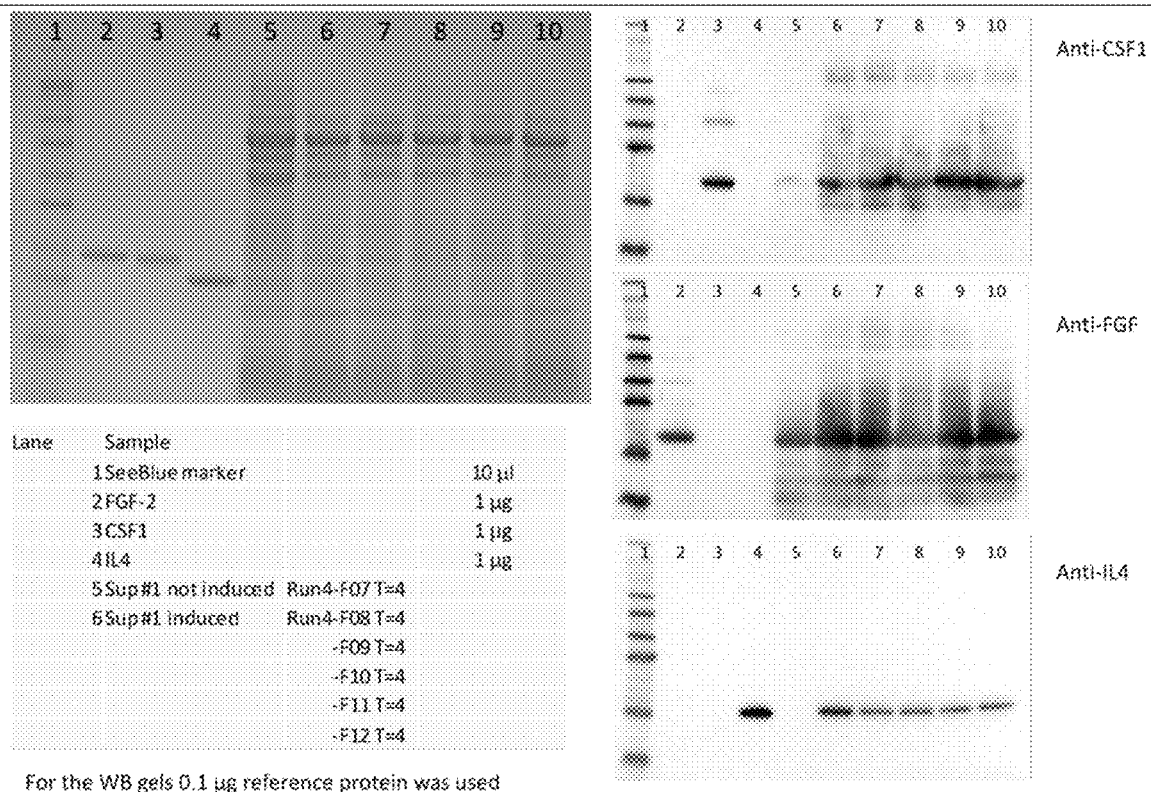 1 2 3 4 5 6 7 8 9 10
1 2 3 4 5 6 7 8 9 10
Anti-CSF1
1 2 3 4 5 6 7 8 9 10
Anti-FGF
1 2 3 4 5 6 7 8 9 10
Anti-IL4
Lane Sample
1 SeeBlue marker 10 µl
2 FGF-2 1 µg
3 CSF1 1 µg
4 IL4 1 µg
5 Sup#1 not induced Run4-F07 T=4
6 Sup#1 induced Run4-F08 T=4
-F09 T=4
-F10 T=4
-F11 T=4
-F12 T=4
For the WB gels 0.1 µg reference protein was used